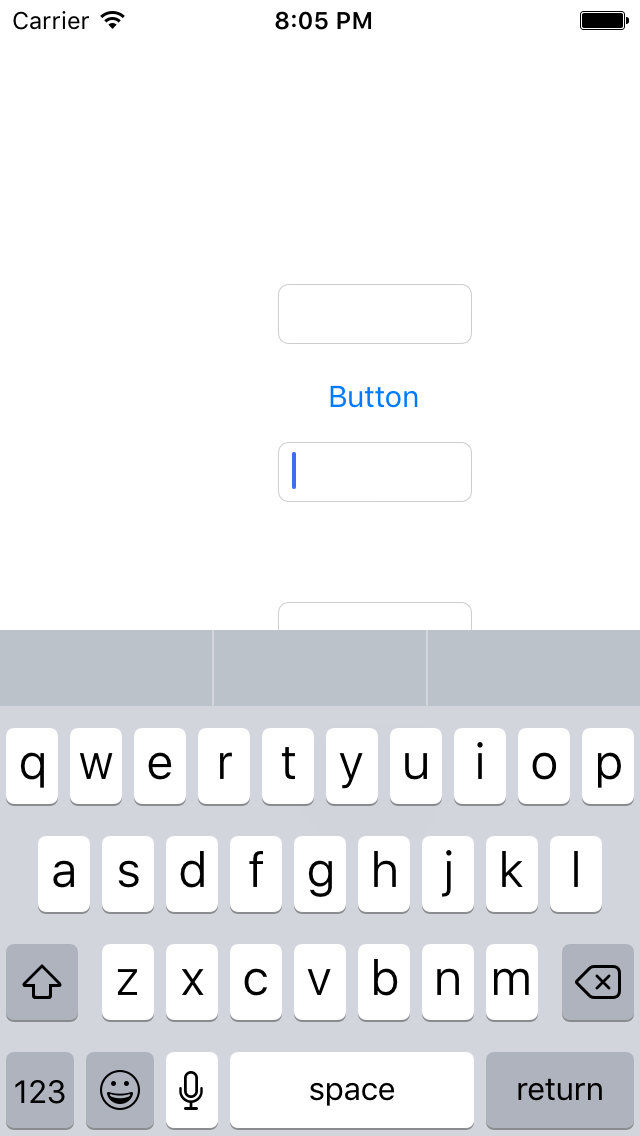 Carrier 8:05 PM
Button
q w e r t y u i o p
a s d f g h j k l
z x c v b n m
123 space return